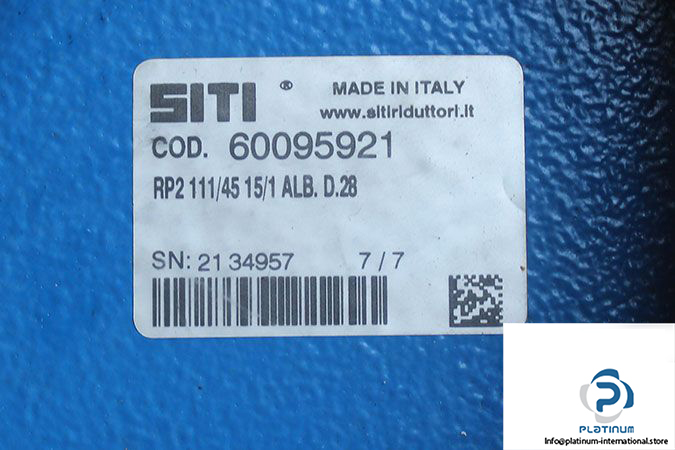 SITI ® MADE IN ITALY
www.sitiriduttori.it
COD. 60095921
RP2 111/45 15/1 ALB. D.28
SN: 21 34957 7/7
PLATINUM
Info@platinum-international.store